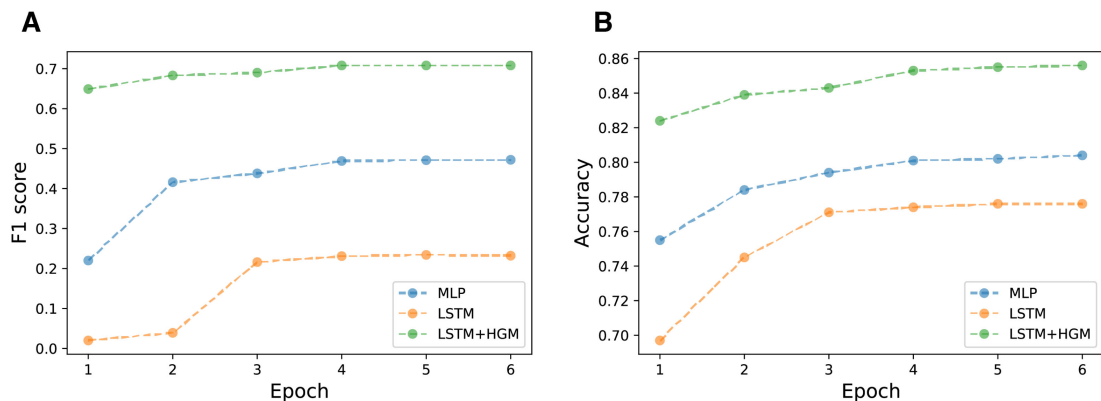 A
F1 score
0.7
0.6
0.5
0.4
0.3
0.2
0.1
0.0
MLP
LSTM
LSTM+HGM
1 2 3 4 5 6
Epoch
B
Accuracy
0.86
0.84
0.82
0.80
0.78
0.76
0.74
0.72
0.70
MLP
LSTM
LSTM+HGM
1 2 3 4 5 6
Epoch